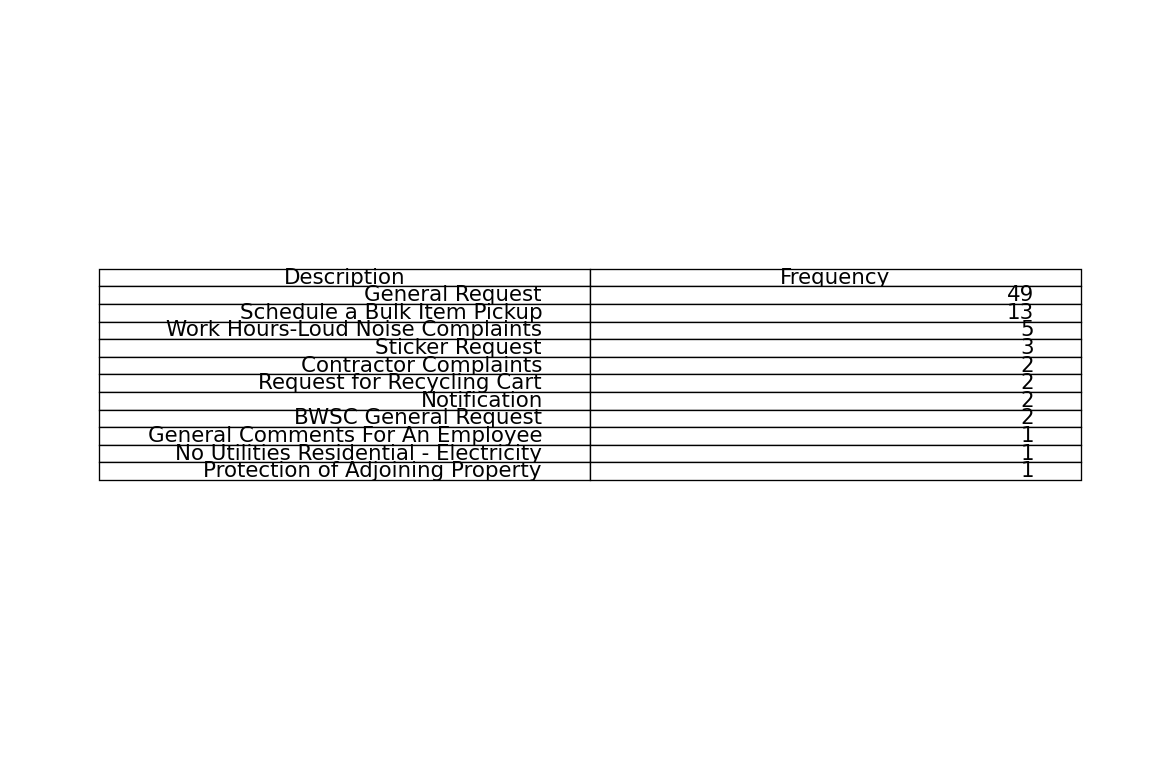 Description Frequency
General Request 49
Schedule a Bulk Item Pickup 13
Work Hours-Loud Noise Complaints 5
Sticker Request 3
Contractor Complaints 2
Request for Recycling Cart 2
Notification 2
BWSC General Request 2
General Comments For An Employee 1
No Utilities Residential - Electricity 1
Protection of Adjoining Property 1